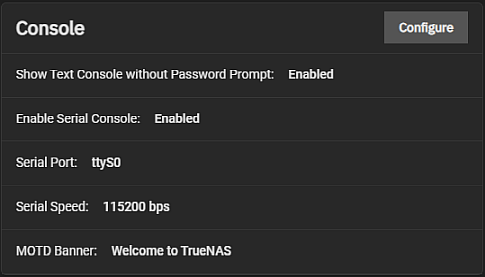 Console
Configure
Show Text Console without Password Prompt: Enabled
Enable Serial Console: Enabled
Serial Port: ttyS0
Serial Speed: 115200 bps
MOTD Banner: Welcome to TrueNAS